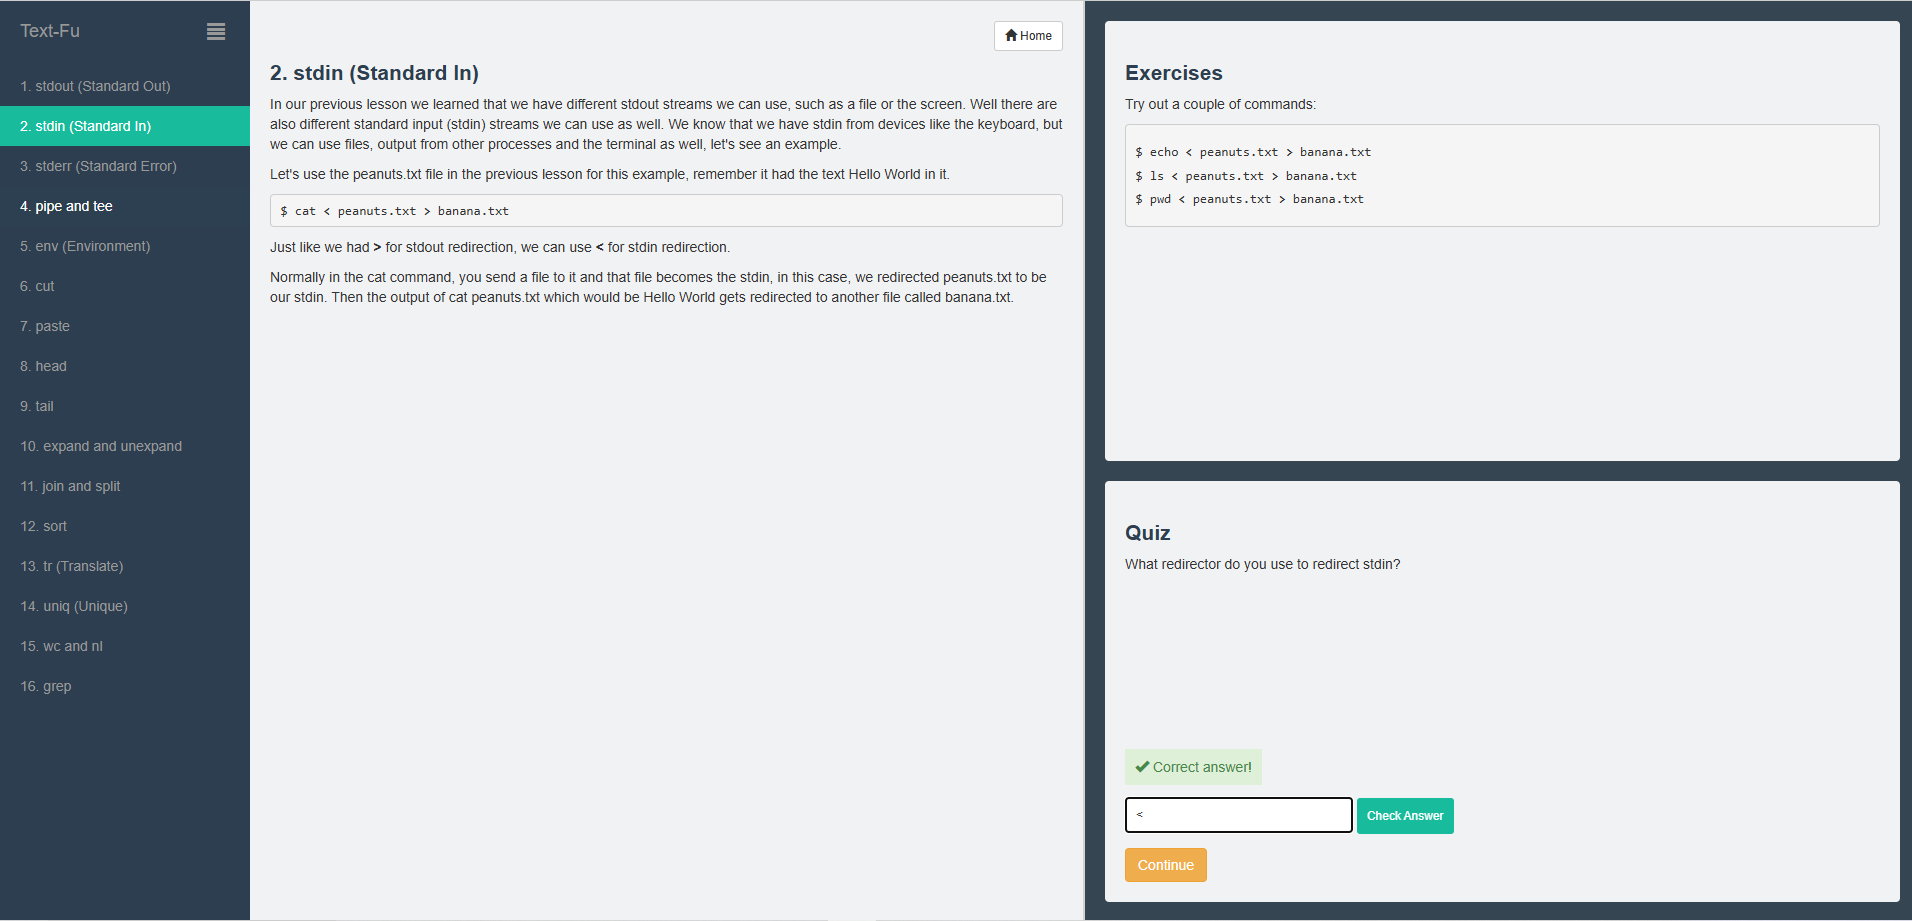 Text-Fu
1. stdout (Standard Out)
2. stdin (Standard In)
3. stderr (Standard Error)
4. pipe and tee
5. env (Environment)
6. cut
7. paste
8. head
9. tail
10. expand and unexpand
11. join and split
12. sort
13. tr (Translate)
14. uniq (Unique)
15. wc and nl
16. grep
Home
2. stdin (Standard In)
In our previous lesson we learned that we have different stdout streams we can use, such as a file or the screen. Well there are
also different standard input (stdin) streams we can use as well. We know that we have stdin from devices like the keyboard, but
we can use files, output from other processes and the terminal as well, let's see an example.
Let's use the peanuts.txt file in the previous lesson for this example, remember it had the text Hello World in it.
$ cat < peanuts.txt > banana.txt
Just like we had > for stdout redirection, we can use < for stdin redirection.
Normally in the cat command, you send a file to it and that file becomes the stdin, in this case, we redirected peanuts.txt to be
our stdin. Then the output of cat peanuts.txt which would be Hello World gets redirected to another file called banana.txt.
Exercises
Try out a couple of commands:
$ echo < peanuts.txt > banana.txt
$ ls < peanuts.txt > banana.txt
$ pwd < peanuts.txt > banana.txt
Quiz
What redirector do you use to redirect stdin?
Correct answer!
<
Check Answer
Continue